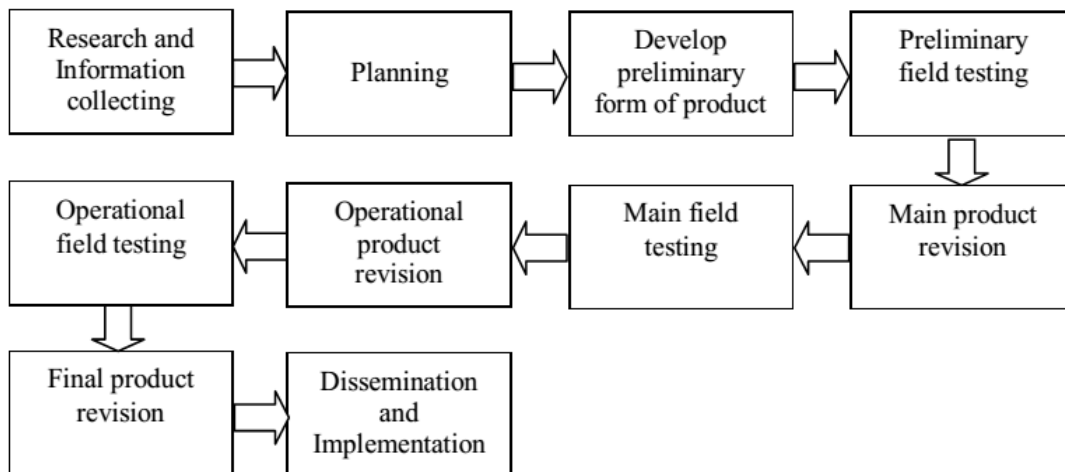 Research and
Information
collecting
Planning
Develop
preliminary
form of product
Preliminary
field testing
Main product
revision
Main field
testing
Operational
product
revision
Operational
field testing
Final product
revision
Dissemination
and
Implementation